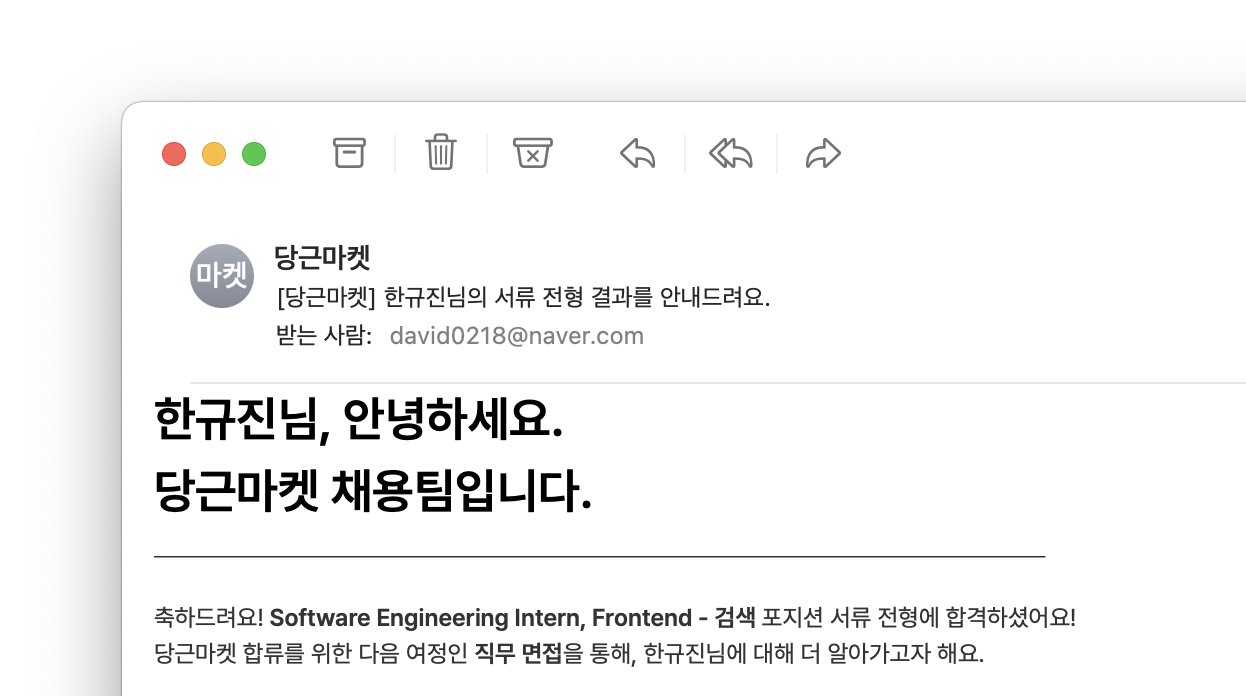 마켓
당근마켓
[당근마켓] 한규진님의 서류 전형 결과를 안내드려요.
받는 사람: david0218@naver.com
한규진님, 안녕하세요.
당근마켓 채용팀입니다.
축하드려요! Software Engineering Intern, Frontend - 검색 포지션 서류 전형에 합격하셨어요!
당근마켓 합류를 위한 다음 여정인 직무 면접을 통해, 한규진님에 대해 더 알아가고자 해요.